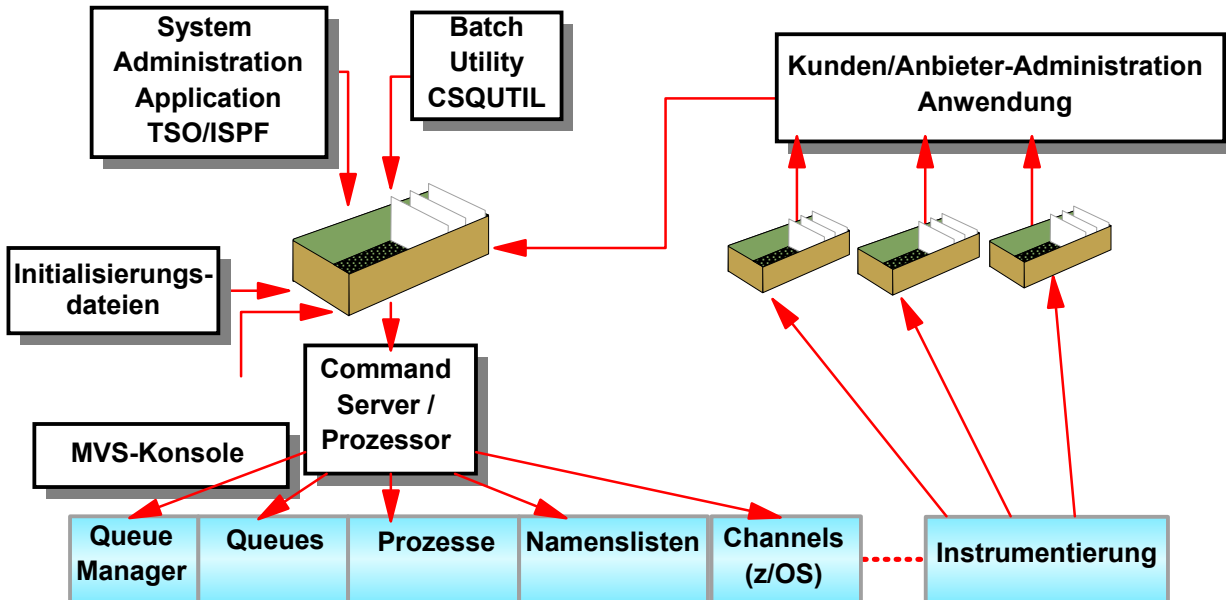 System
Administration
Application
TSO/ISPF
Batch
Utility
CSQUTIL
Kunden/Anbieter-Administration
Anwendung
Initialisierungs-
dateien
Command
Server /
Prozessor
MVS-Konsole
Queue
Manager
Queues
Prozesse
Namenslisten
Channels
(z/OS)
Instrumentierung